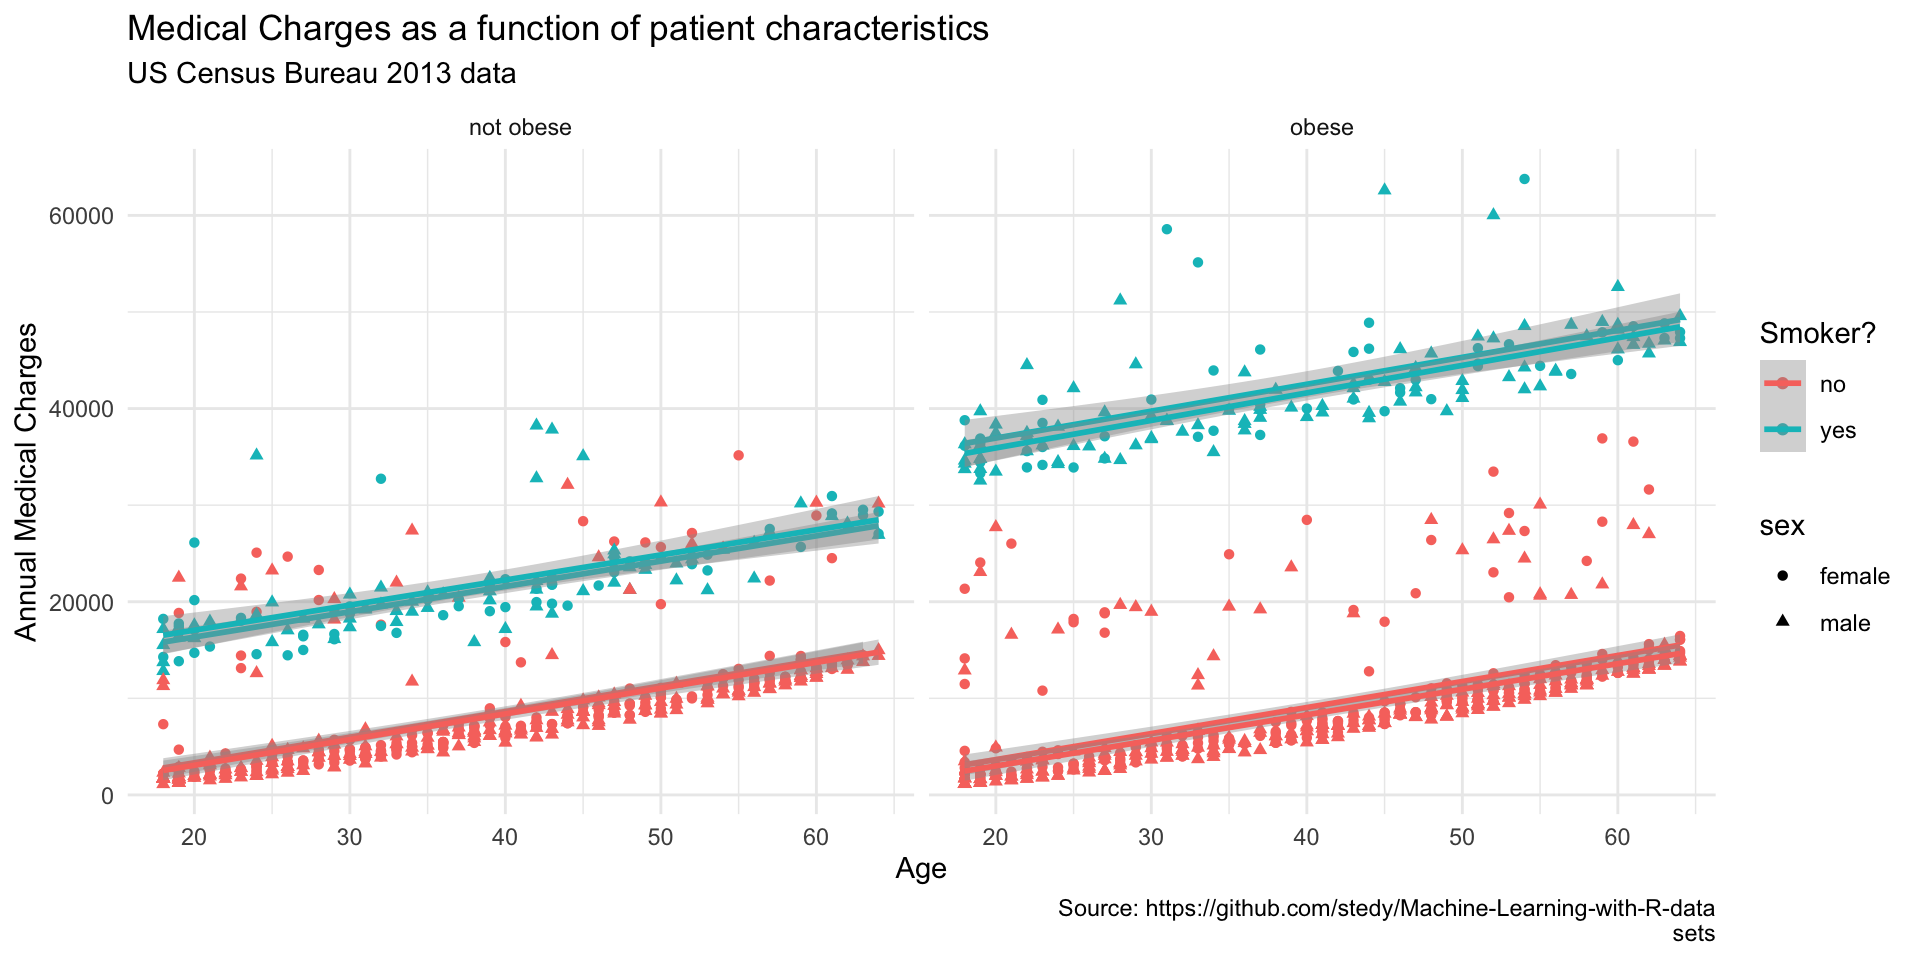 Medical Charges as a function of patient characteristics
US Census Bureau 2013 data
not obese
obese
Annual Medical Charges
60000
40000
20000
0
20 30 40 50 60
20 30 40 50 60
Age
Smoker?
no
yes
sex
female
male
Source: https://github.com/stedy/Machine-Learning-with-R-data
sets